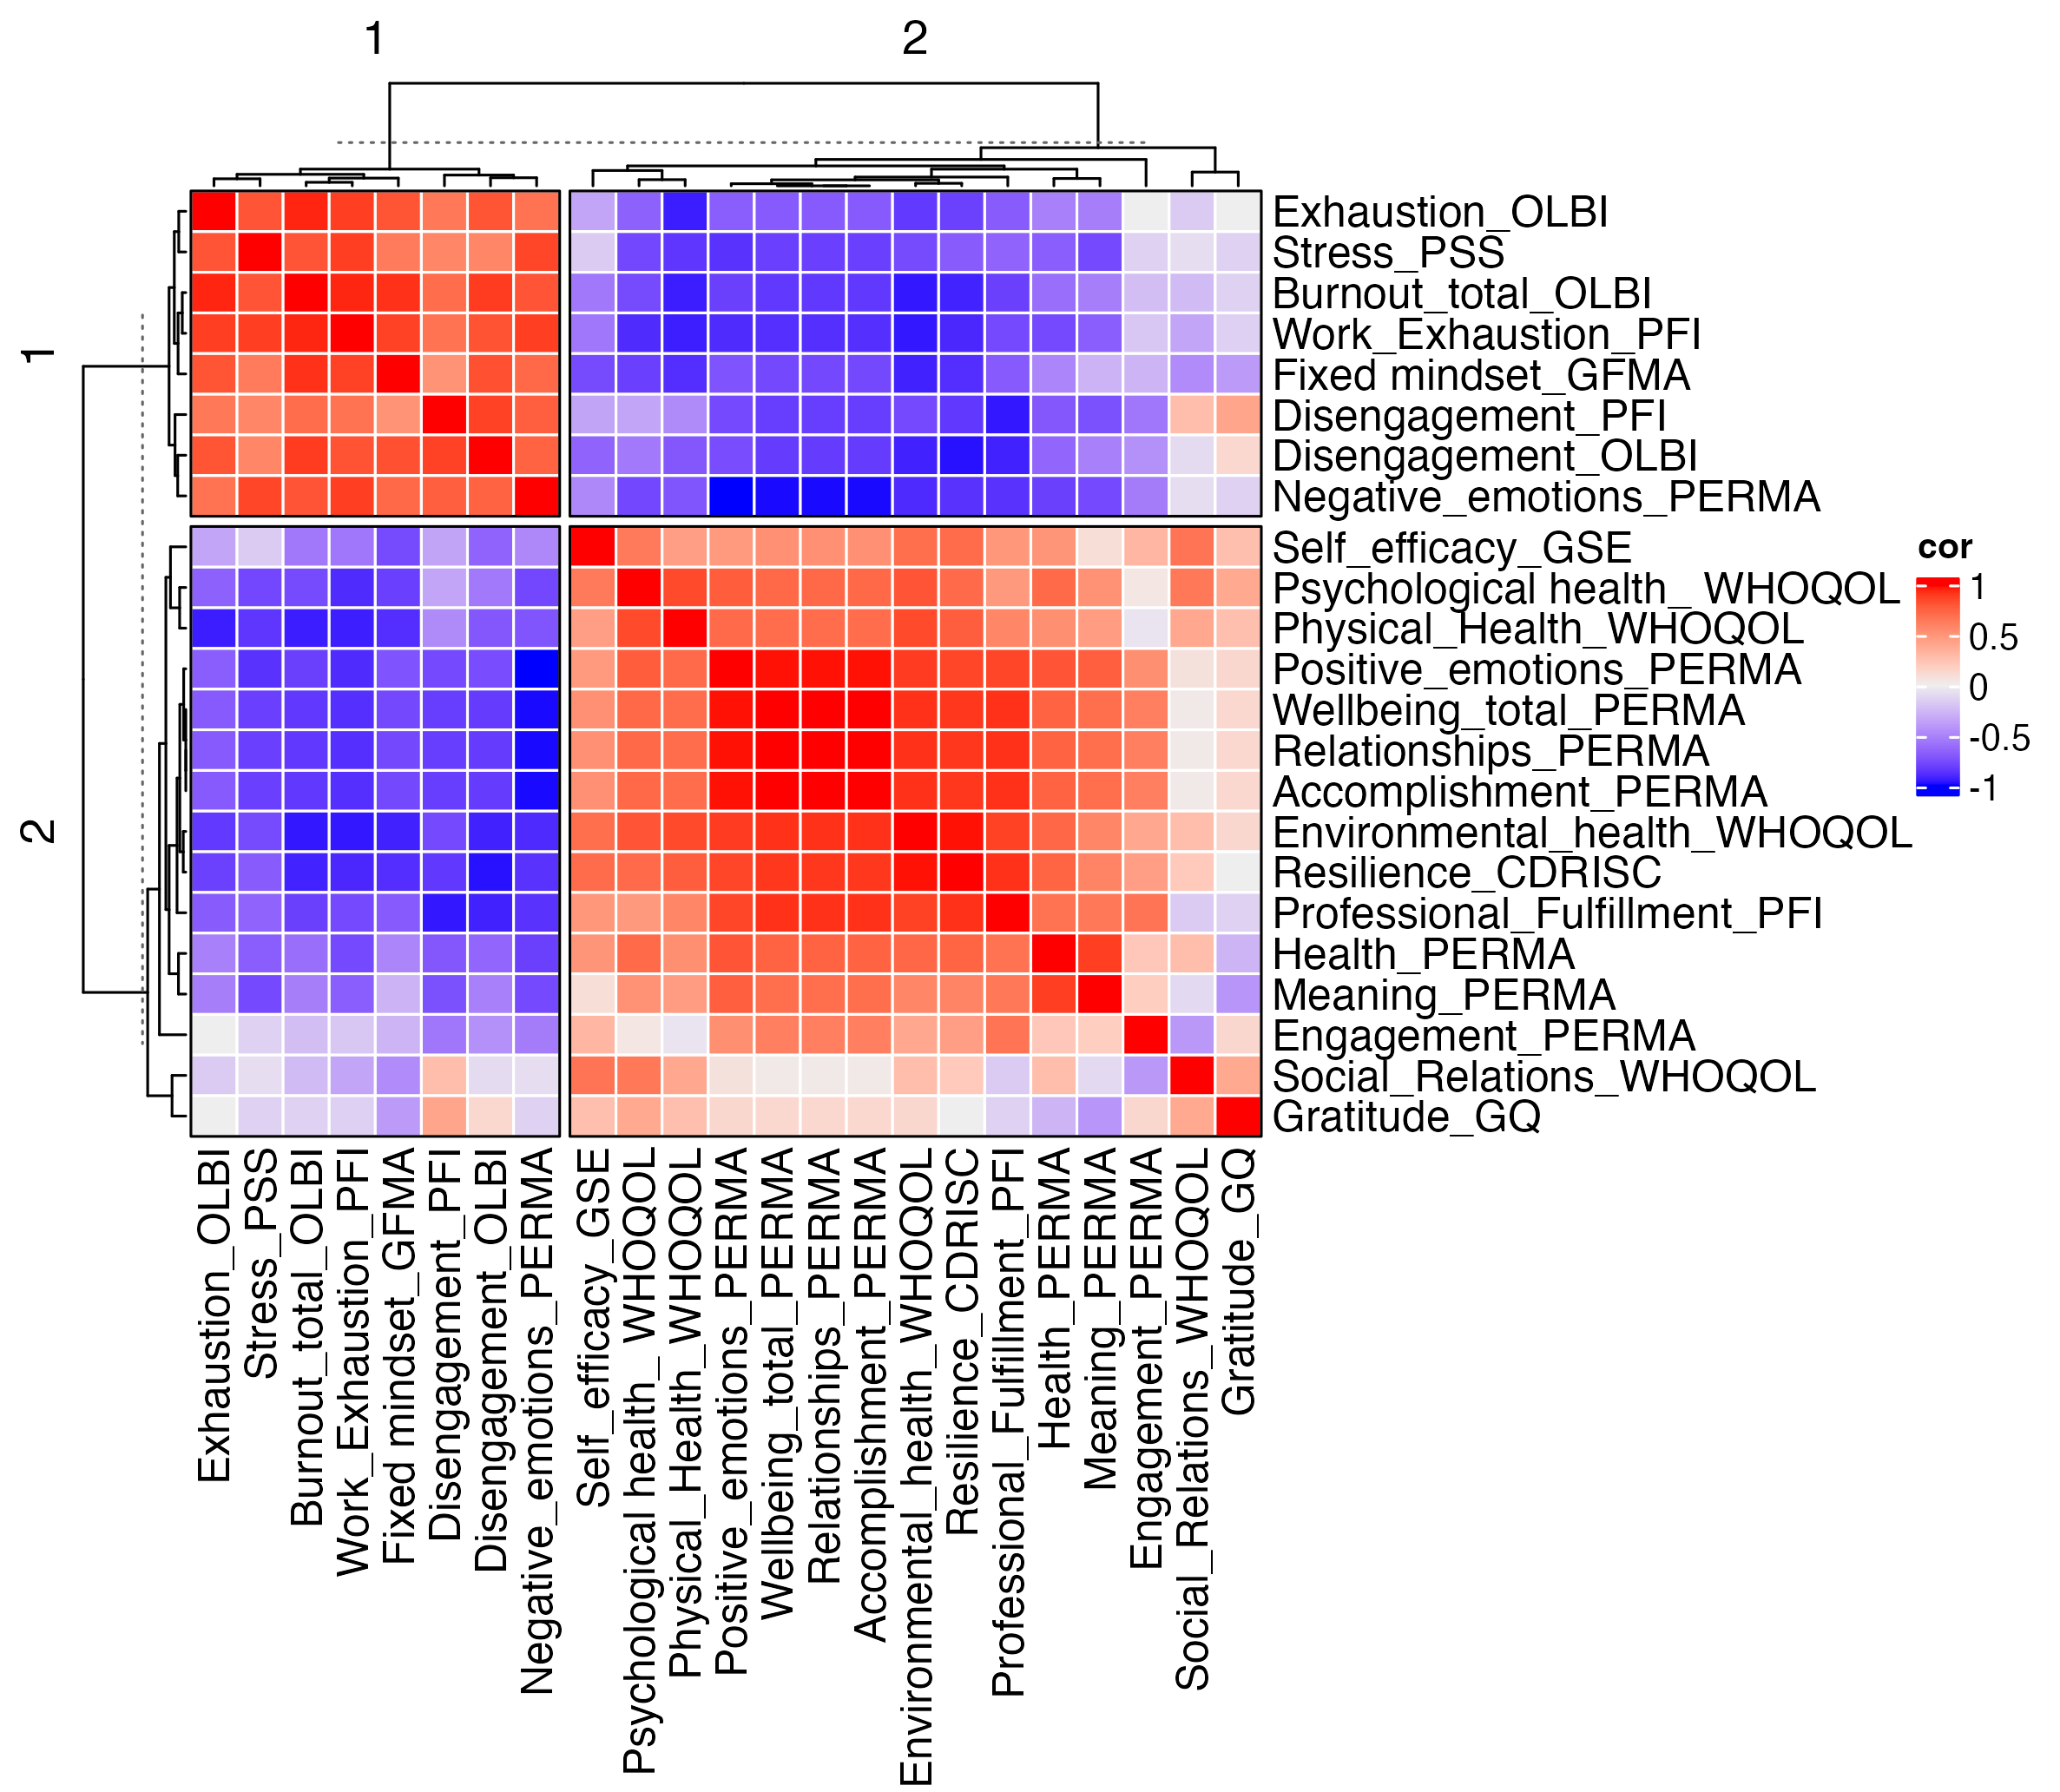 1
2
1
2
Exhaustion_OLBI
Stress_PSS
Burnout_total_OLBI
Work_Exhaustion_PFI
Fixed mindset_GFMA
Disengagement_PFI
Disengagement_OLBI
Negative_emotions_PERMA
Self_efficacy_GSE
Psychological health_ WHOQOL
Physical_Health_WHOQOL
Positive_emotions_PERMA
Wellbeing_total_PERMA
Relationships_PERMA
Accomplishment_PERMA
Environmental_health_WHOQOL
Resilience_CDRISC
Professional_Fulfillment_PFI
Health_PERMA
Meaning_PERMA
Engagement_PERMA
Social_Relations_WHOQOL
Gratitude_GQ
cor
1
0.5
0
-0.5
-1
Exhaustion_OLBI
Stress_PSS
Burnout_total_OLBI
Work_Exhaustion_PFI
Fixed mindset_GFMA
Disengagement_PFI
Disengagement_OLBI
Negative_emotions_PERMA
Self_efficacy_GSE
Psychological health_ WHOQOL
Physical_Health_WHOQOL
Positive_emotions_PERMA
Wellbeing_total_PERMA
Relationships_PERMA
Accomplishment_PERMA
Environmental_health_WHOQOL
Resilience_CDRISC
Professional_Fulfillment_PFI
Health_PERMA
Meaning_PERMA
Engagement_PERMA
Social_Relations_WHOQOL
Gratitude_GQ